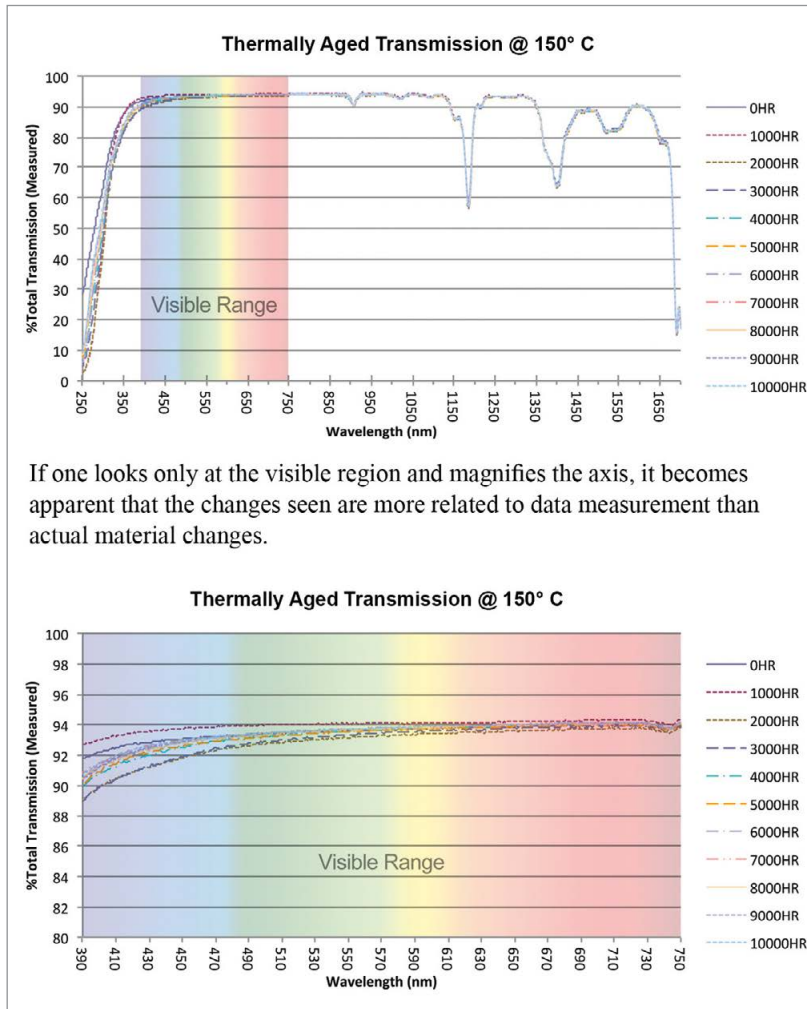 Thermally Aged Transmission @ 150° C
%Total Transmission (Measured)
100
90
80
70
60
50
40
30
20
10
0
Visible Range
250
350
450
550
650
750
850
950
1050
1150
1250
1350
1450
1550
1650
Wavelength (nm)
0HR
1000HR
2000HR
3000HR
4000HR
5000HR
6000HR
7000HR
8000HR
9000HR
10000HR
If one looks only at the visible region and magnifies the axis, it becomes
apparent that the changes seen are more related to data measurement than
actual material changes.
Thermally Aged Transmission @ 150° C
%Total Transmission (Measured)
100
98
96
94
92
90
88
86
84
82
80
Visible Range
390
410
430
450
470
490
510
530
550
570
590
610
630
650
670
690
710
730
750
Wavelength (nm)
0HR
1000HR
2000HR
3000HR
4000HR
5000HR
6000HR
7000HR
8000HR
9000HR
10000HR